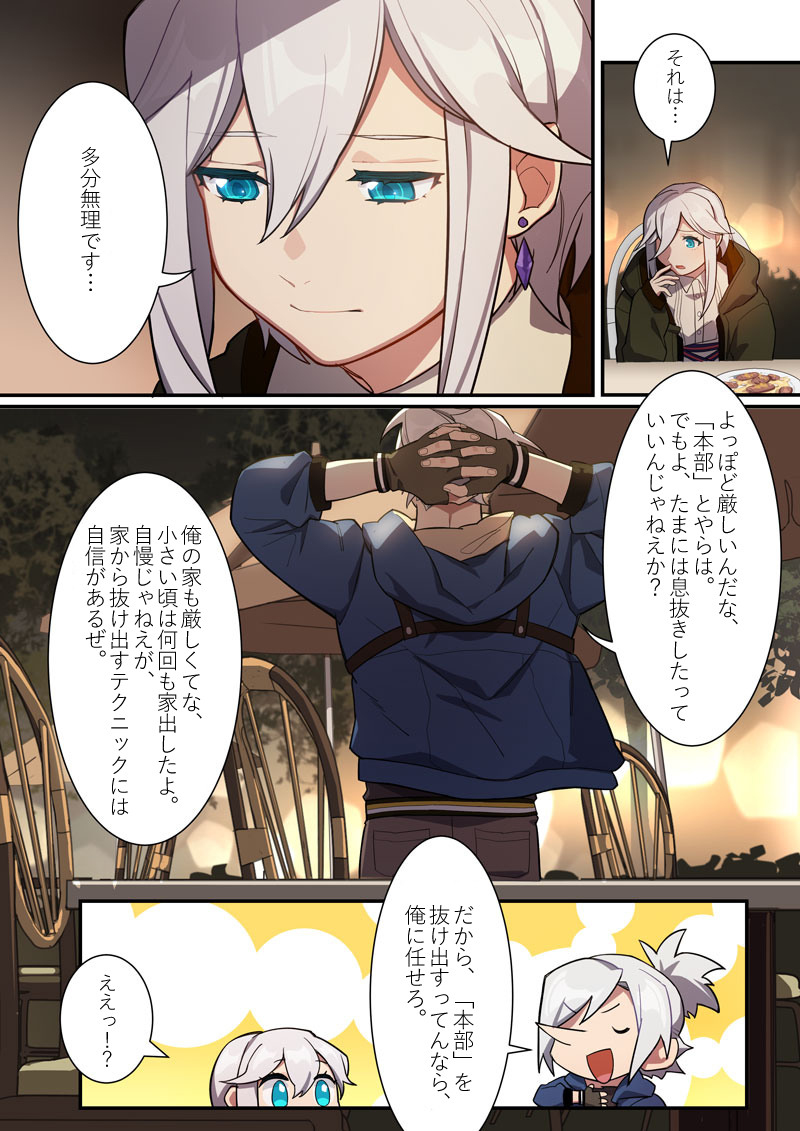 それは…
多分無理です…
よっぽど厳しいんだな、
「本部」とやらは。
でもよ、たまには息抜きしたって
いいんじゃねえか？
俺の家も厳しくてな、
小さい頃は何回も家出したよ。
自慢じゃねえが、
家から抜け出すテクニックには
自信があるぜ。
だから、「本部」を
抜け出すってんなら、
俺に任せろ。
ええっ！？